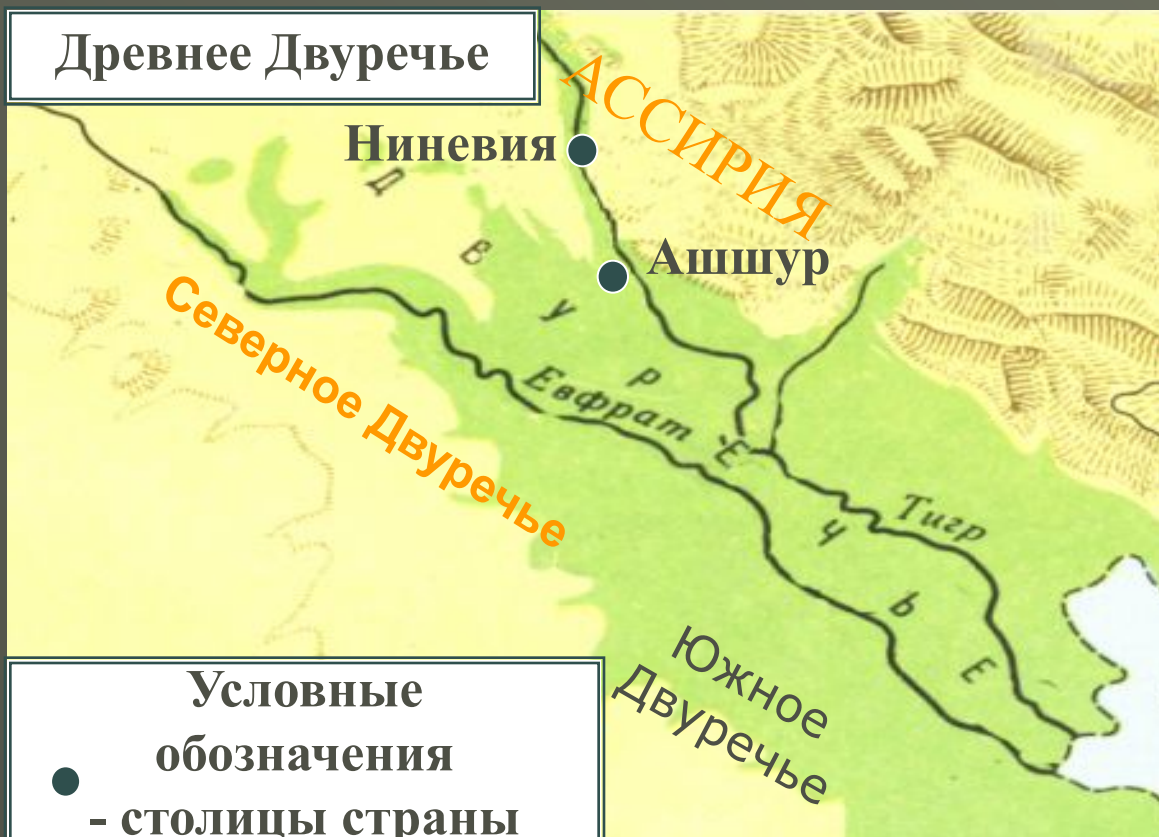 Древнее Двуречье
АССИРИЯ
Ниневия
Ашшур
ДВУРЕЧЬЕ
Северное Двуречье
Евфрат
Тигр
Южное
Двуречье
Условные
обозначения
- столицы страны